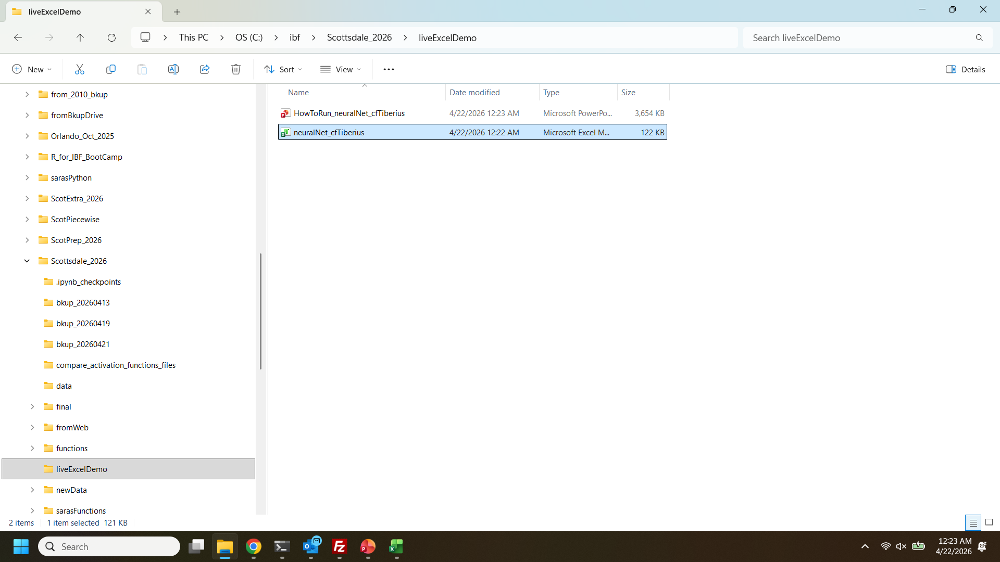 liveExcelDemo
This PC
OS (C:)
ibf
Scottsdale_2026
liveExcelDemo
Search liveExcelDemo
New
Sort
View
Details
from_2010_bkup
fromBkupDrive
Orlando_Oct_2025
R_for_IBF_BootCamp
sarasPython
ScotExtra_2026
ScotPiecewise
ScotPrep_2026
Scottsdale_2026
.ipynb_checkpoints
bkup_20260413
bkup_20260419
bkup_20260421
compare_activation_functions_files
data
final
fromWeb
functions
liveExcelDemo
newData
sarasFunctions
Name Date modified Type Size
HowToRun_neuralNet_cfTiberius 4/22/2026 12:23 AM Microsoft PowerPo... 3,654 KB
neuralNet_cfTiberius 4/22/2026 12:22 AM Microsoft Excel M... 122 KB
2 items 1 item selected 121 KB
Search
12:23 AM
4/22/2026